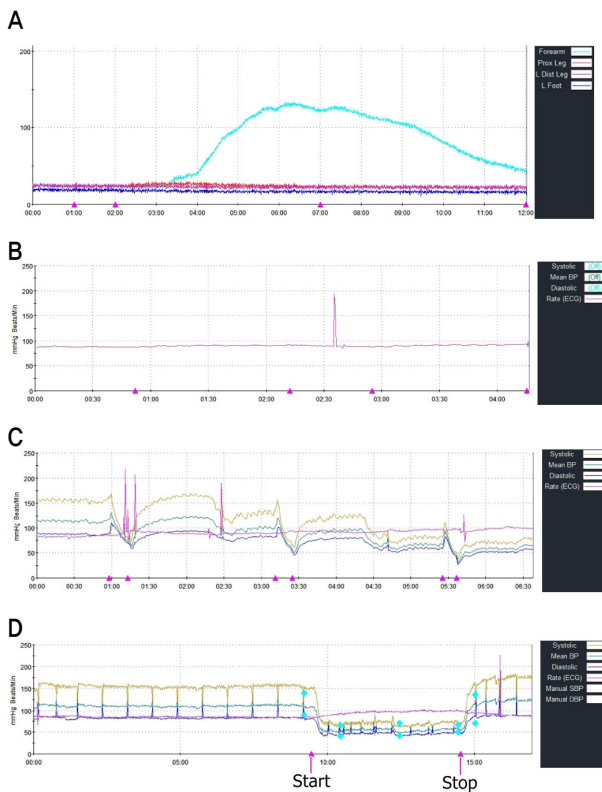 A
200
150
100
50
0
00:00 01:00 02:00 03:00 04:00 05:00 06:00 07:00 08:00 09:00 10:00 11:00 12:00
Forearm
Prox Leg
L Dist Leg
L Foot
B
mmHg Beats/Min
250
200
150
100
50
0
00:00 00:30 01:00 01:30 02:00 02:30 03:00 03:30 04:00
Systolic (Off)
Mean BP (Off)
Diastolic (Off)
Rate (ECG)
C
mmHg Beats/Min
250
200
150
100
50
0
00:00 00:30 01:00 01:30 02:00 02:30 03:00 03:30 04:00 04:30 05:00 05:30 06:00 06:30
Systolic
Mean BP
Diastolic
Rate (ECG)
D
mmHg Beats/Min
250
200
150
100
50
0
00:00 05:00 10:00 15:00
Start Stop
Systolic
Mean BP
Diastolic
Rate (ECG)
Manual SBP
Manual DBP